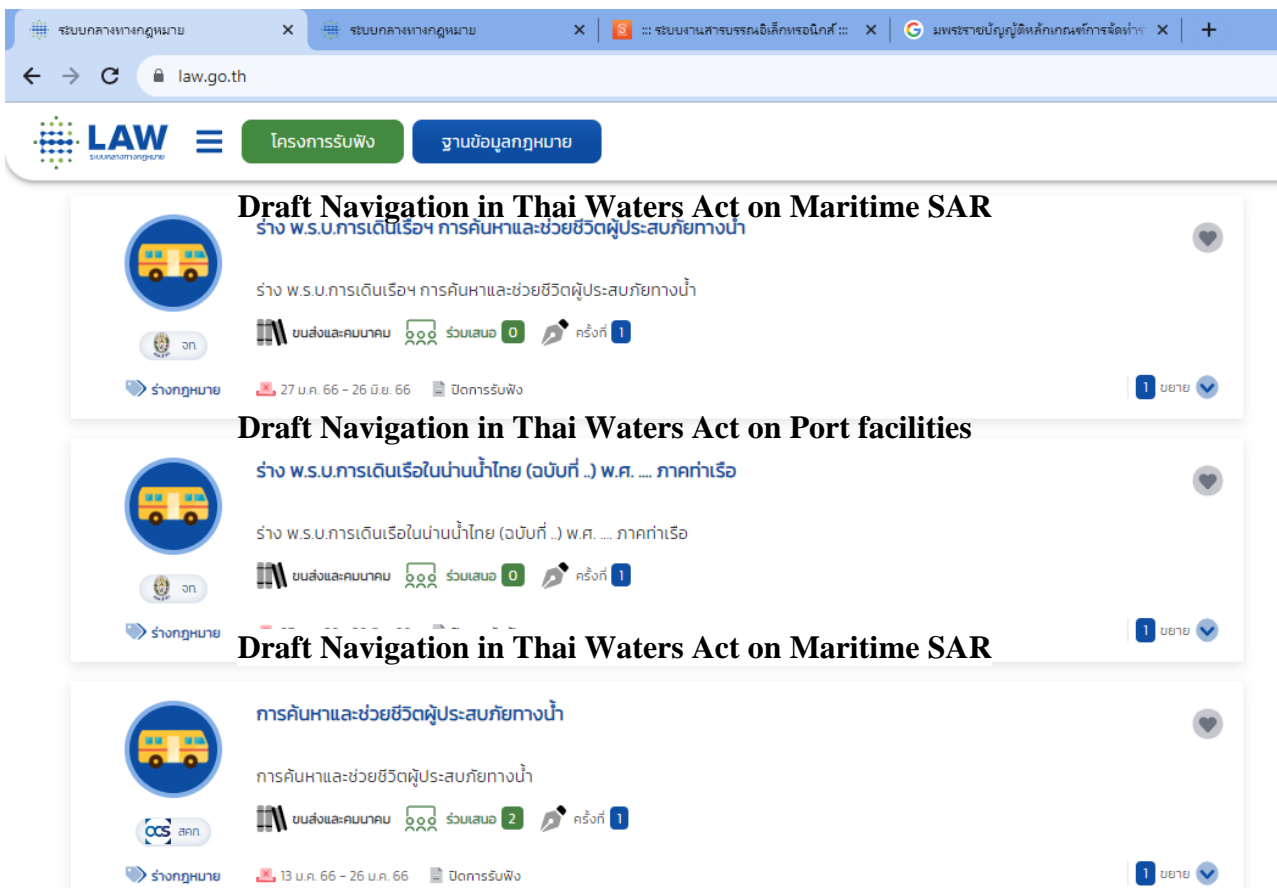 ระบบกลางทางกฎหมาย
ระบบกลางทางกฎหมาย
::: ระบบงานสารบรรณอิเล็กทรอนิกส์ :::
law.go.th
LAW
ระบบกลางทางกฎหมาย
โครงการรับฟัง
ฐานข้อมูลกฎหมาย
Draft Navigation in Thai Waters Act on Maritime SAR
ร่าง พ.ร.บ.การเดินเรือฯ การค้นหาและช่วยชีวิตผู้ประสบภัยทางน้ำ
ร่าง พ.ร.บ.การเดินเรือฯ การค้นหาและช่วยชีวิตผู้ประสบภัยทางน้ำ
จท. ขนส่งและคมนาคม ร่วมเสนอ 0 ครั้งที่ 1
ร่างกฎหมาย 27 ม.ค. 66 - 26 มิ.ย. 66 ปิดการรับฟัง 1 ขยาย
Draft Navigation in Thai Waters Act on Port facilities
ร่าง พ.ร.บ.การเดินเรือในน่านน้ำไทย (ฉบับที่ ..) พ.ศ. .... ภาคท่าเรือ
ร่าง พ.ร.บ.การเดินเรือในน่านน้ำไทย (ฉบับที่ ..) พ.ศ. .... ภาคท่าเรือ
จท. ขนส่งและคมนาคม ร่วมเสนอ 0 ครั้งที่ 1
ร่างกฎหมาย 1 ขยาย
Draft Navigation in Thai Waters Act on Maritime SAR
การค้นหาและช่วยชีวิตผู้ประสบภัยทางน้ำ
การค้นหาและช่วยชีวิตผู้ประสบภัยทางน้ำ
OCS สคก. ขนส่งและคมนาคม ร่วมเสนอ 2 ครั้งที่ 1
ร่างกฎหมาย 13 ม.ค. 66 - 26 ม.ค. 66 ปิดการรับฟัง 1 ขยาย